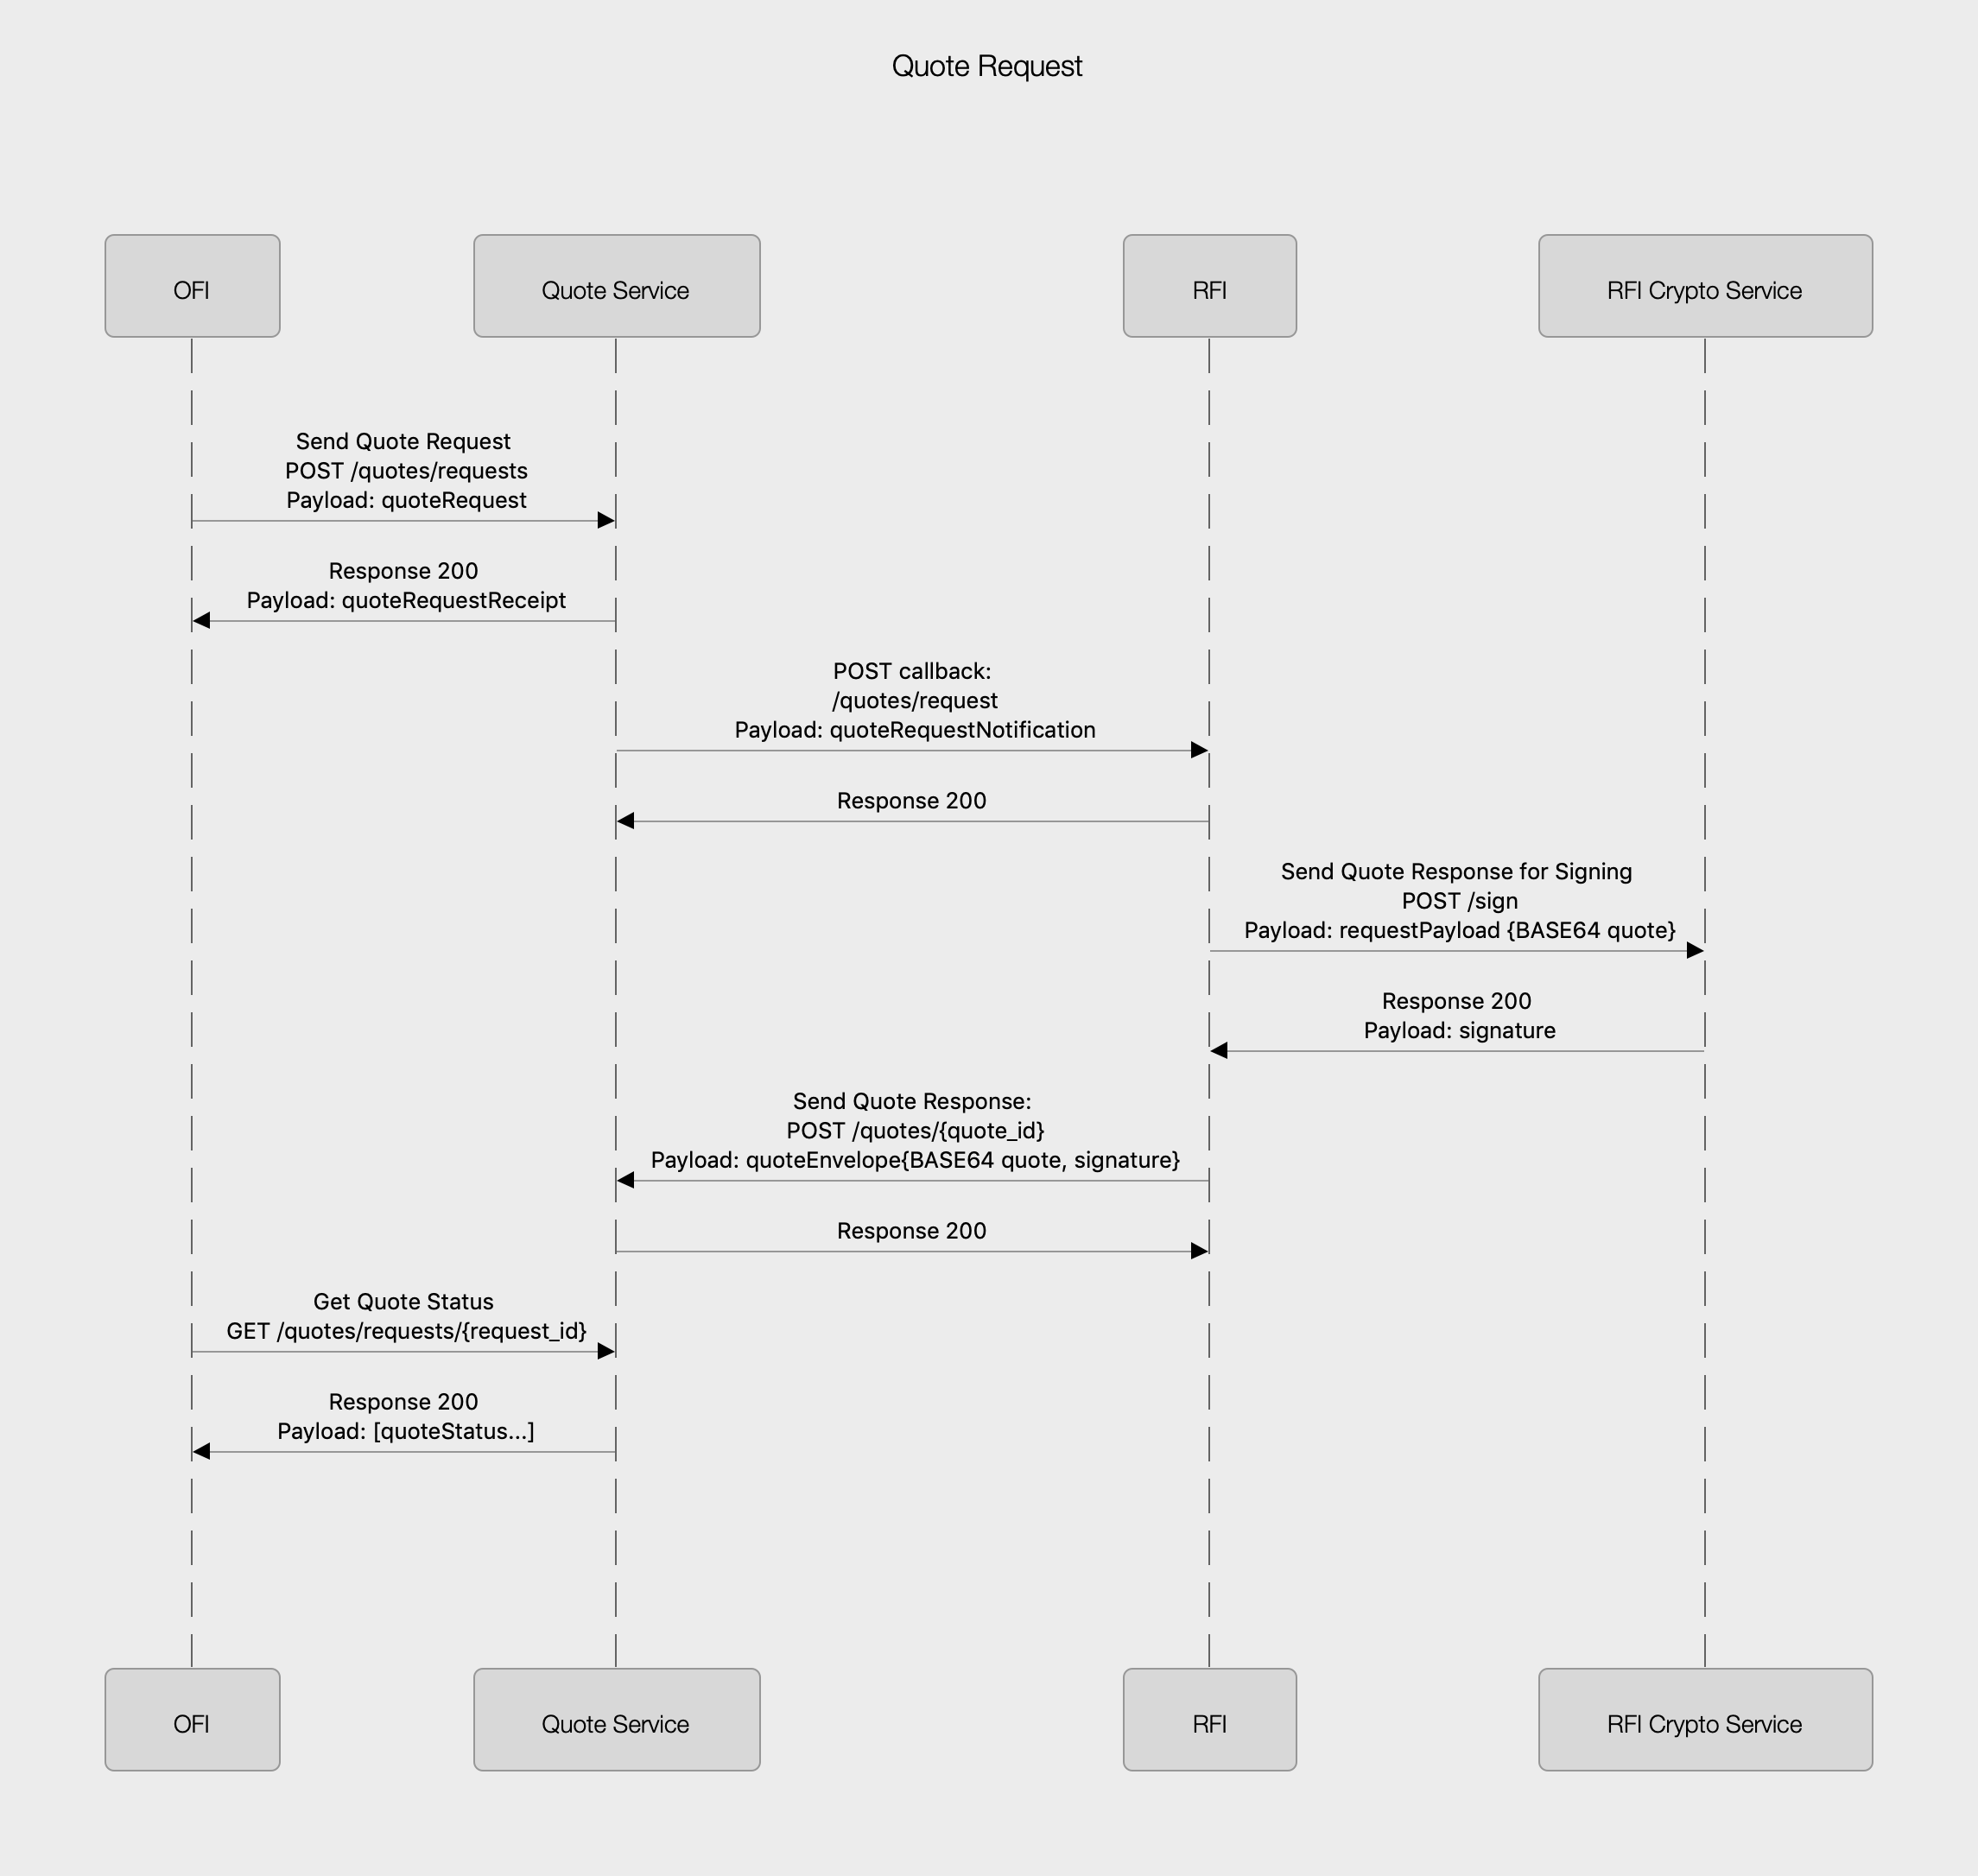 Quote Request
OFI
Quote Service
RFI
RFI Crypto Service
Send Quote Request
POST /quotes/requests
Payload: quoteRequest
Response 200
Payload: quoteRequestReceipt
POST callback:
/quotes/request
Payload: quoteRequestNotification
Response 200
Send Quote Response for Signing
POST /sign
Payload: requestPayload {BASE64 quote}
Response 200
Payload: signature
Send Quote Response:
POST /quotes/{quote_id}
Payload: quoteEnvelope{BASE64 quote, signature}
Response 200
Get Quote Status
GET /quotes/requests/{request_id}
Response 200
Payload: [quoteStatus...]
OFI
Quote Service
RFI
RFI Crypto Service